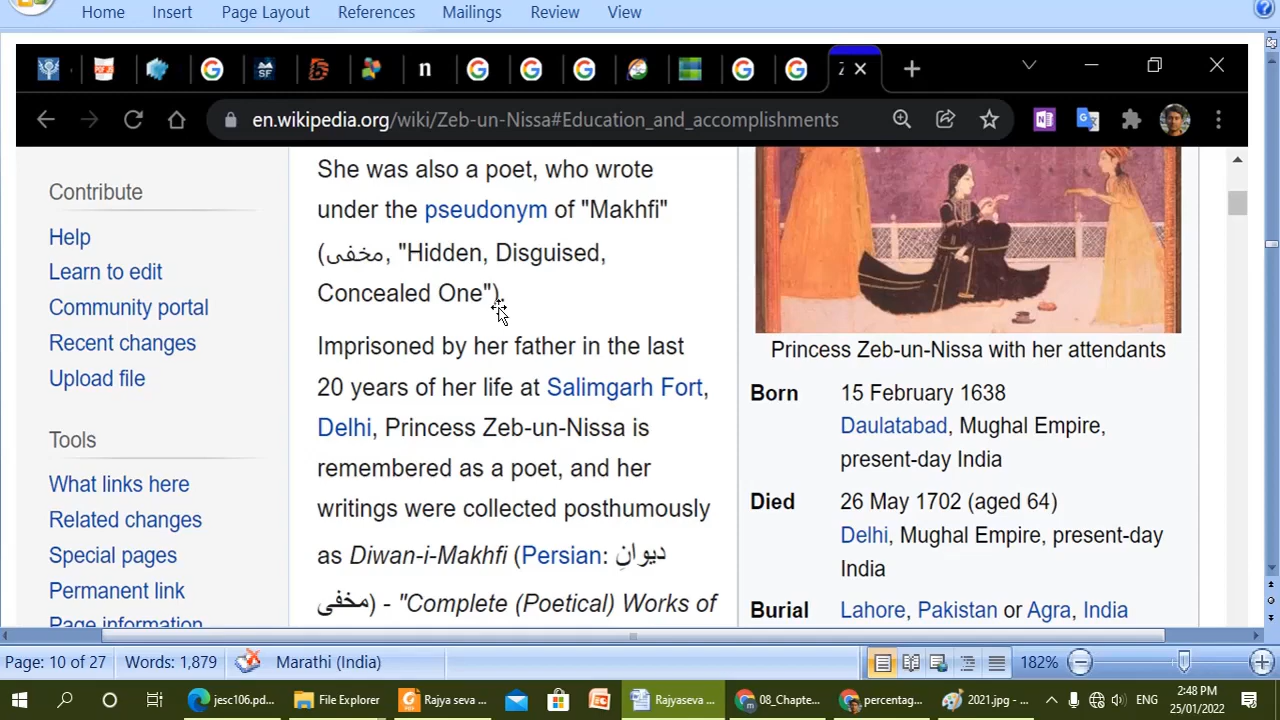 Home Insert Page Layout References Mailings Review View
en.wikipedia.org/wiki/Zeb-un-Nissa#Education_and_accomplishments
Contribute
Help
Learn to edit
Community portal
Recent changes
Upload file
Tools
What links here
Related changes
Special pages
Permanent link
Page information
She was also a poet, who wrote
under the pseudonym of "Makhfi"
(مخفی, "Hidden, Disguised,
Concealed One").
Imprisoned by her father in the last
20 years of her life at Salimgarh Fort,
Delhi, Princess Zeb-un-Nissa is
remembered as a poet, and her
writings were collected posthumously
as Diwan-i-Makhfi (Persian: دیوانِ
مخفی) - "Complete (Poetical) Works of
Princess Zeb-un-Nissa with her attendants
Born 15 February 1638
Daulatabad, Mughal Empire,
present-day India
Died 26 May 1702 (aged 64)
Delhi, Mughal Empire, present-day
India
Burial Lahore, Pakistan or Agra, India
Page: 10 of 27 Words: 1,879 Marathi (India) 182%
jesc106.pd... File Explorer Rajya seva ... Rajyaseva ... 08_Chapte... percentag... 2021.jpg - ... ENG 2:48 PM
25/01/2022